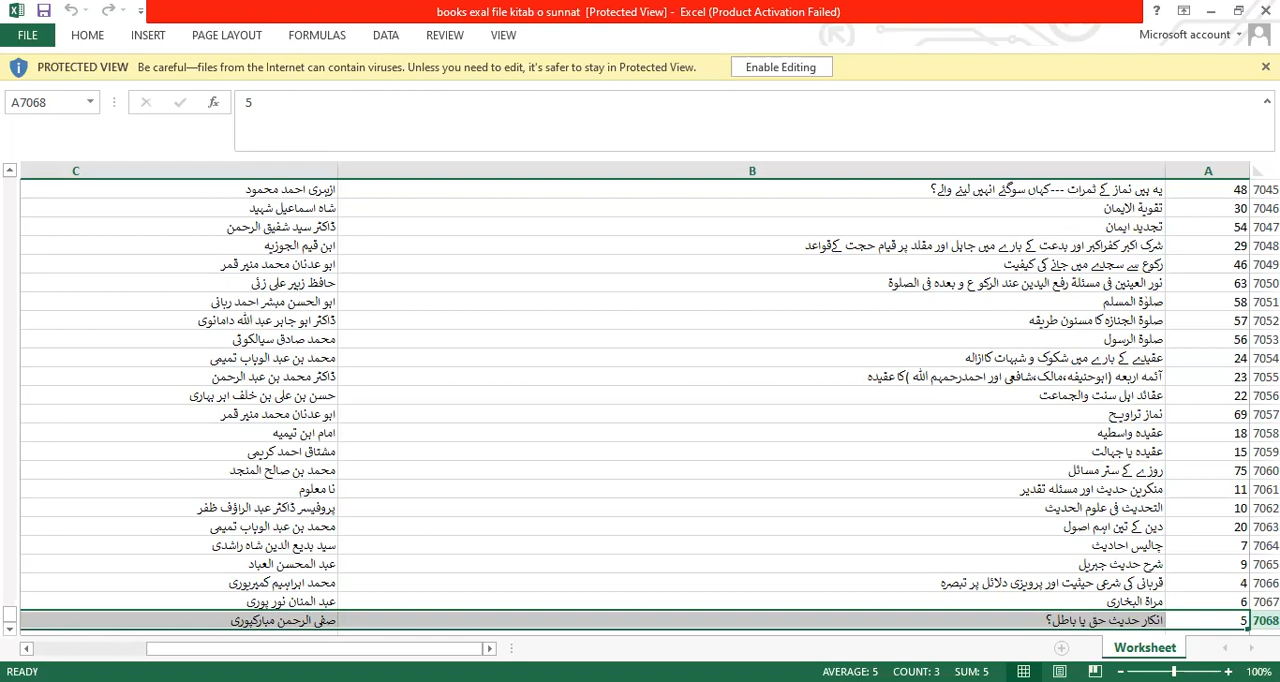 books exal file kitab o sunnat [Protected View] - Excel (Product Activation Failed)
FILE HOME INSERT PAGE LAYOUT FORMULAS DATA REVIEW VIEW Microsoft account
PROTECTED VIEW Be careful—files from the Internet can contain viruses. Unless you need to edit, it's safer to stay in Protected View. Enable Editing
A7068 fx 5
C B A
7045 48 یہ ہیں نماز کے ثمرات ---کہاں سوگئے انہیں لینے والے؟ ازہری احمد محمود
7046 30 تقویۃ الایمان شاہ اسماعیل شہید
7047 54 تجدید ایمان ڈاکٹر سید شفیق الرحمن
7048 29 شرک اکبر کفراکبر اور بدعت کے بارے میں جاہل اور مقلد پر قیام حجت کےقواعد ابن قیم الجوزیہ
7049 46 رکوع سے سجدے میں جانے کی کیفیت ابو عدنان محمد منیر قمر
7050 63 نور العینین فی مسئلۃ رفع الیدین عند الرکو ع و بعدہ فی الصلوۃ حافظ زبیر علی زئی
7051 58 صلوٰۃ المسلم ابو الحسن مبشر احمد ربانی
7052 57 صلوۃ الجنازہ کا مسنون طریقہ ڈاکٹر ابو جابر عبد اللہ دامانوی
7053 56 صلوۃ الرسول محمد صادق سیالکوٹی
7054 24 عقیدے کے بارے میں شکوک و شبہات کاازالہ محمد بن عبد الوہاب تمیمی
7055 23 آئمہ اربعہ (ابوحنیفہ،مالک،شافعی اور احمدرحمہم اللہ )کا عقیدہ ڈاکٹر محمد بن عبد الرحمن
7056 22 عقائد اہل سنت والجماعت حسن بن علی بن خلف ابر بہاری
7057 69 نماز تراویح ابو عدنان محمد منیر قمر
7058 18 عقیدہ واسطیہ امام ابن تیمیہ
7059 15 عقیدہ یا جہالت مشتاق احمد کریمی
7060 75 روزے کے ستر مسائل محمد بن صالح المنجد
7061 11 منکرین حدیث اور مسئلہ تقدیر نا معلوم
7062 10 التحدیث فی علوم الحدیث پروفیسر ڈاکٹر عبد الراؤف ظفر
7063 20 دین کے تین اہم اصول محمد بن عبد الوہاب تمیمی
7064 7 چالیس احادیث سید بدیع الدین شاہ راشدی
7065 9 شرح حدیث جبریل عبد المحسن العباد
7066 4 قربانی کی شرعی حیثیت اور پرویزی دلائل پر تبصرہ محمد ابراہیم کمیرپوری
7067 6 مراۃ البخاری عبد المنان نور پوری
7068 5 انکار حدیث حق یا باطل؟ صفی الرحمن مبارکپوری
Worksheet
READY AVERAGE: 5 COUNT: 3 SUM: 5 100%